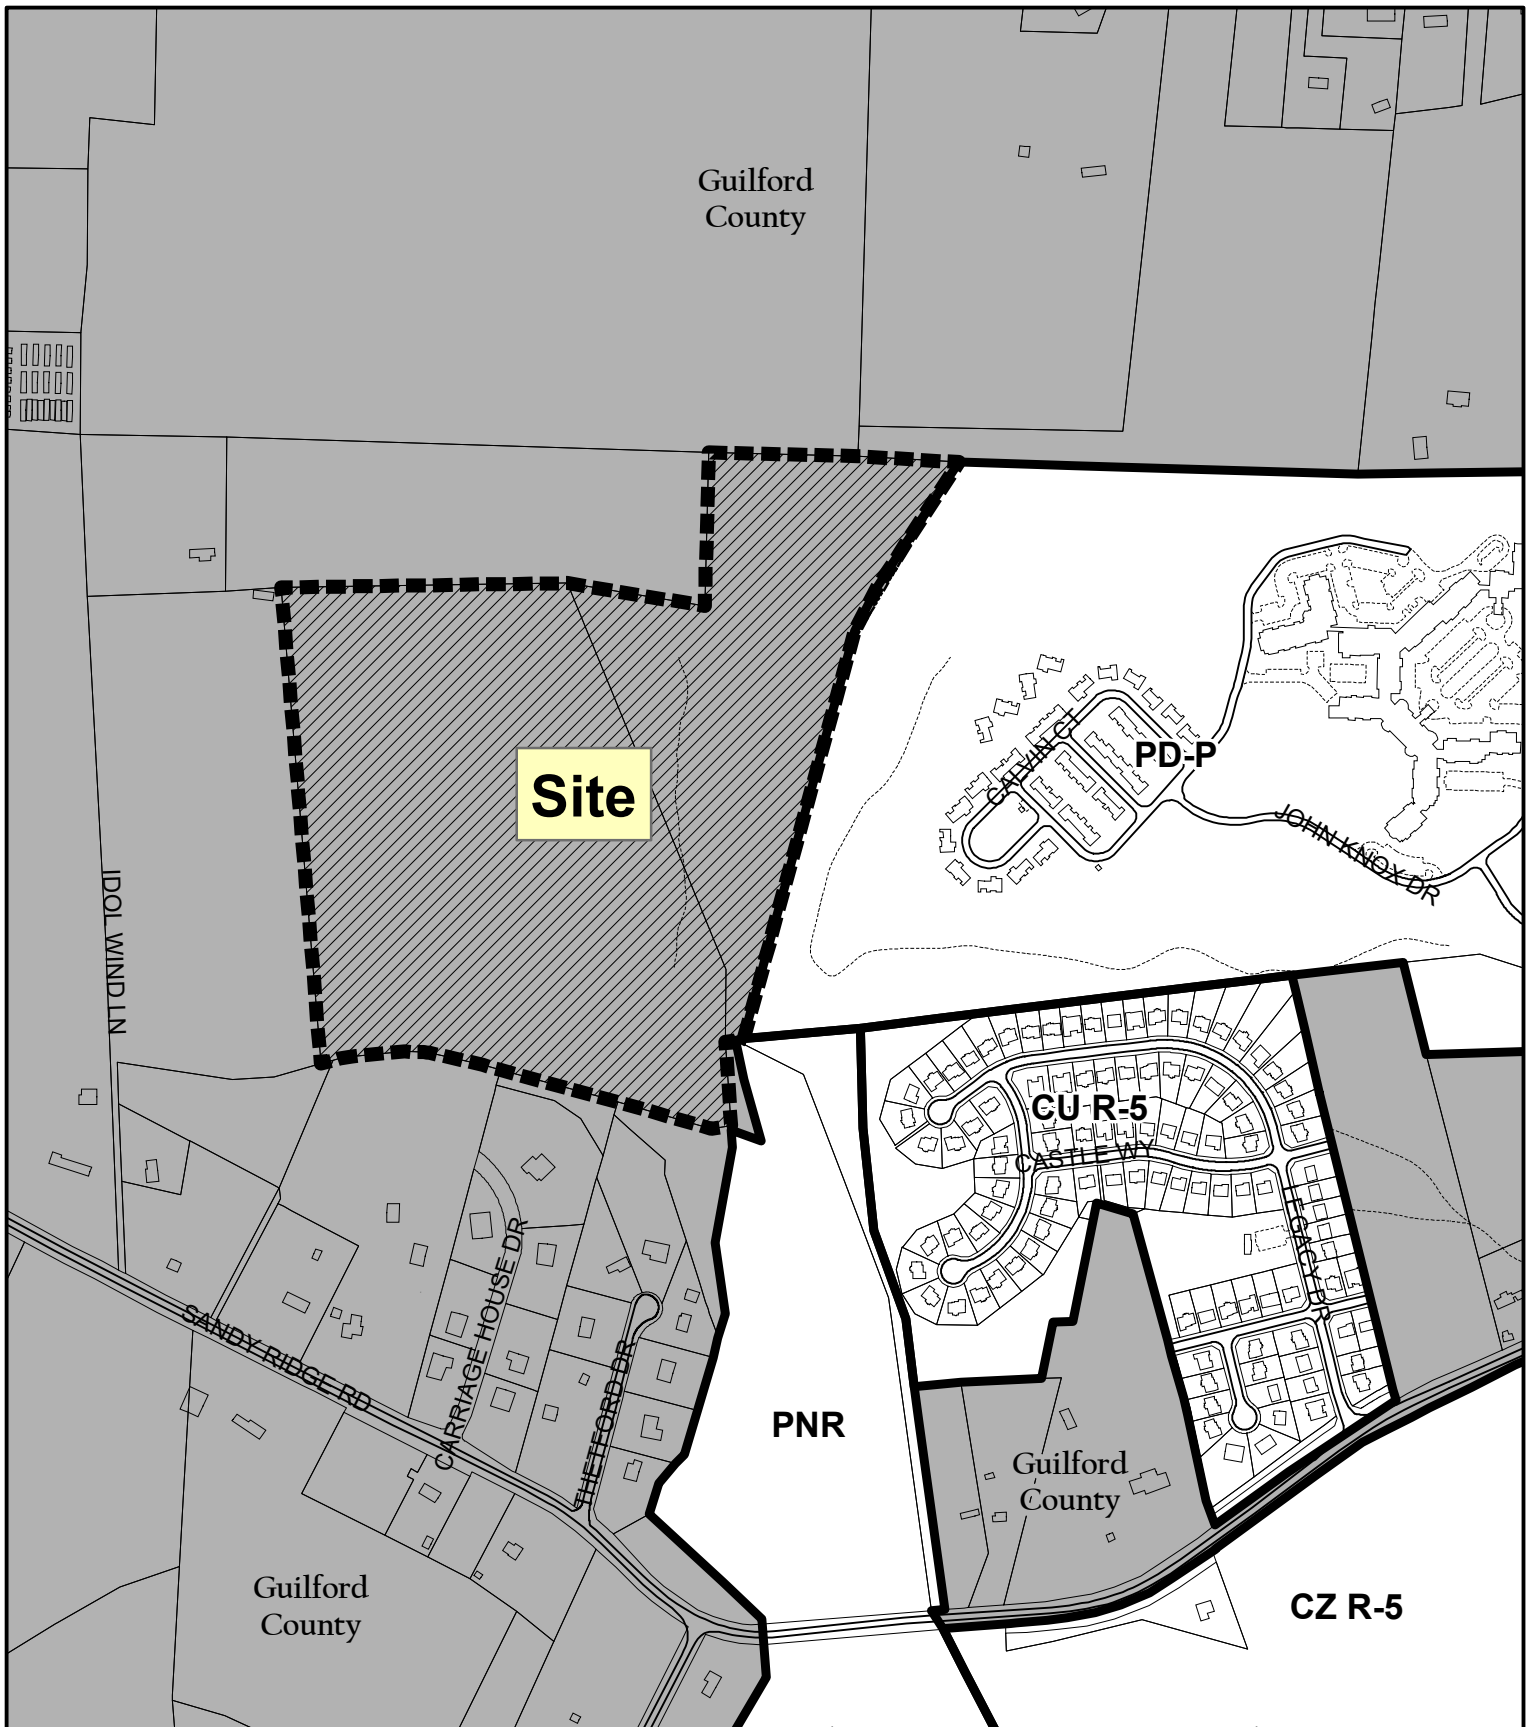 Guilford
County
Site
CALVIN CT
PD-P
JOHN KNOX DR
IDOL WIND LN
CU R-5
CASTLE WY
LEGACY DR
SANDY RIDGE RD
CARRIAGE HOUSE DR
THETFORD DR
PNR
Guilford
County
Guilford
County
CZ R-5